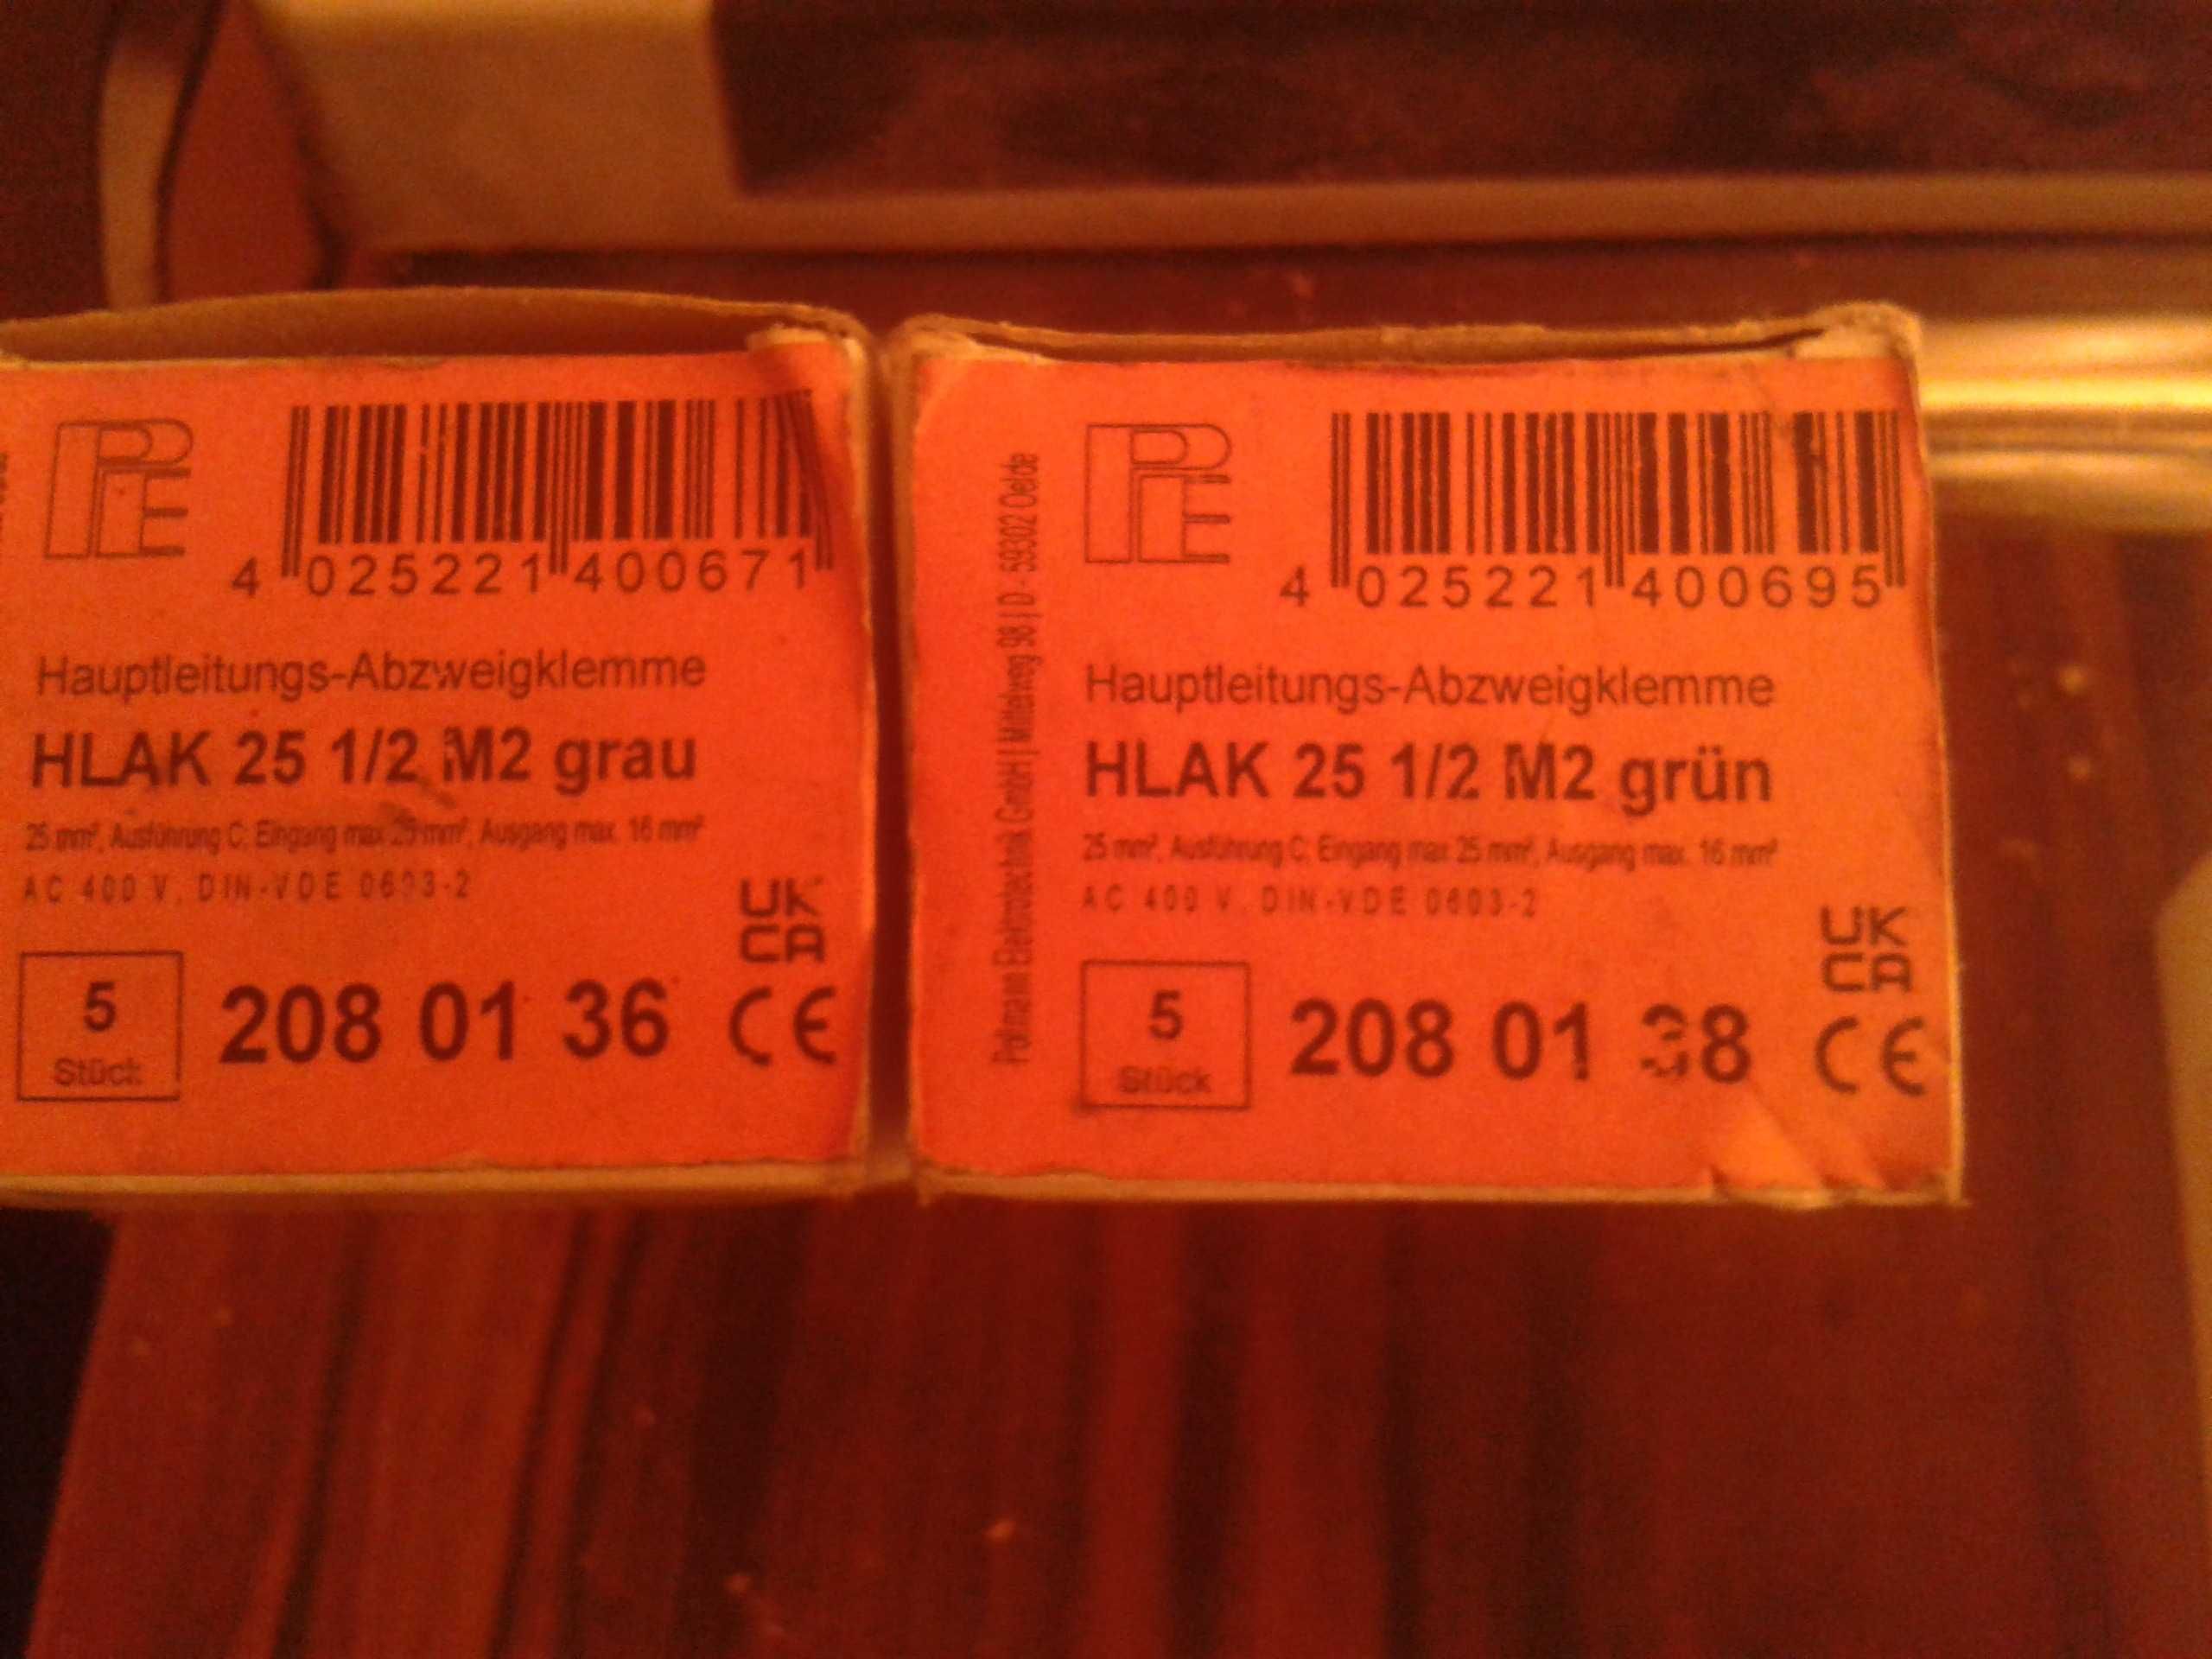 PE
4 025221 400671
Hauptleitungs-Abzweigklemme
HLAK 25 1/2 M2 grau
25 mm², Ausführung C: Eingang max. 25 mm², Ausgang max. 16 mm²
AC 400 V, DIN-VDE 0603-2
5
Stück
208 01 36
UK
CA
CE
Pollmann Elektrotechnik GmbH | Mittelweg 98 | D - 59302 Oelde
PE
4 025221 400695
Hauptleitungs-Abzweigklemme
HLAK 25 1/2 M2 grün
25 mm², Ausführung C: Eingang max. 25 mm², Ausgang max. 16 mm²
AC 400 V, DIN-VDE 0603-2
5
Stück
208 01 38
UK
CA
CE